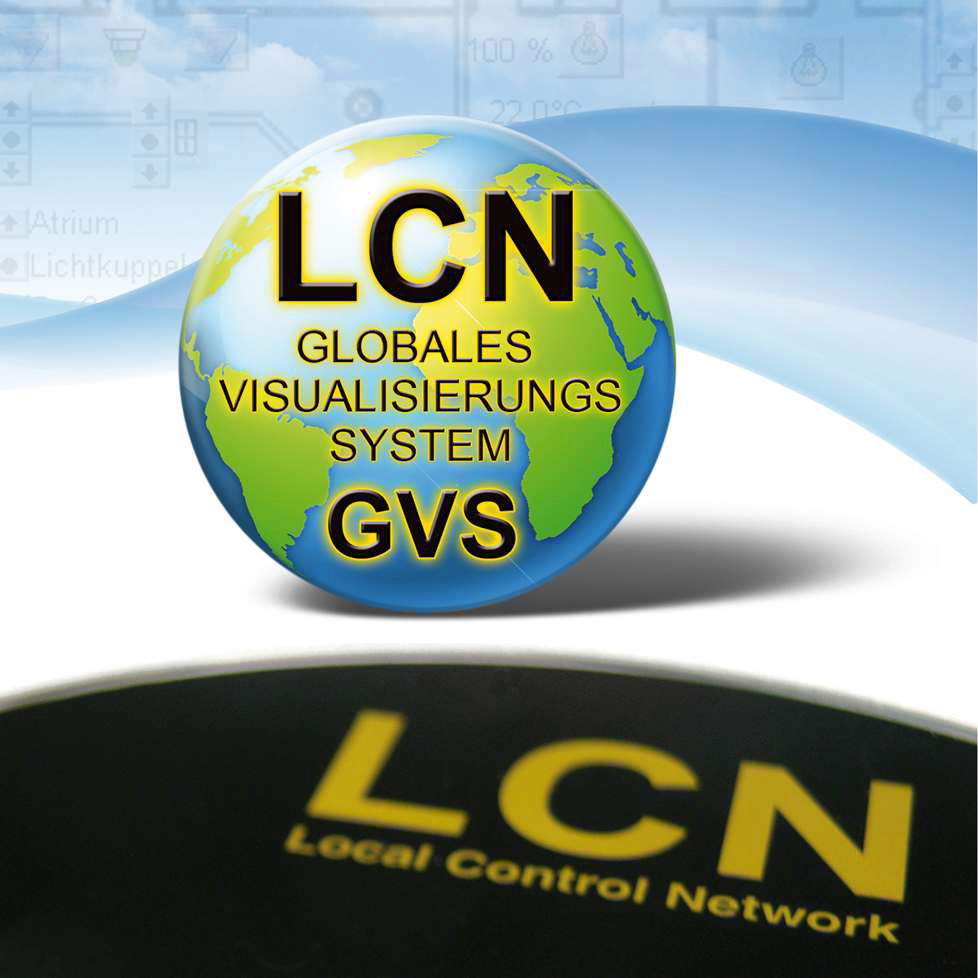 100 %
22.0°C
Atrium
Lichtkuppel
LCN
GLOBALES
VISUALISIERUNGS
SYSTEM
GVS
LCN
Local Control Network